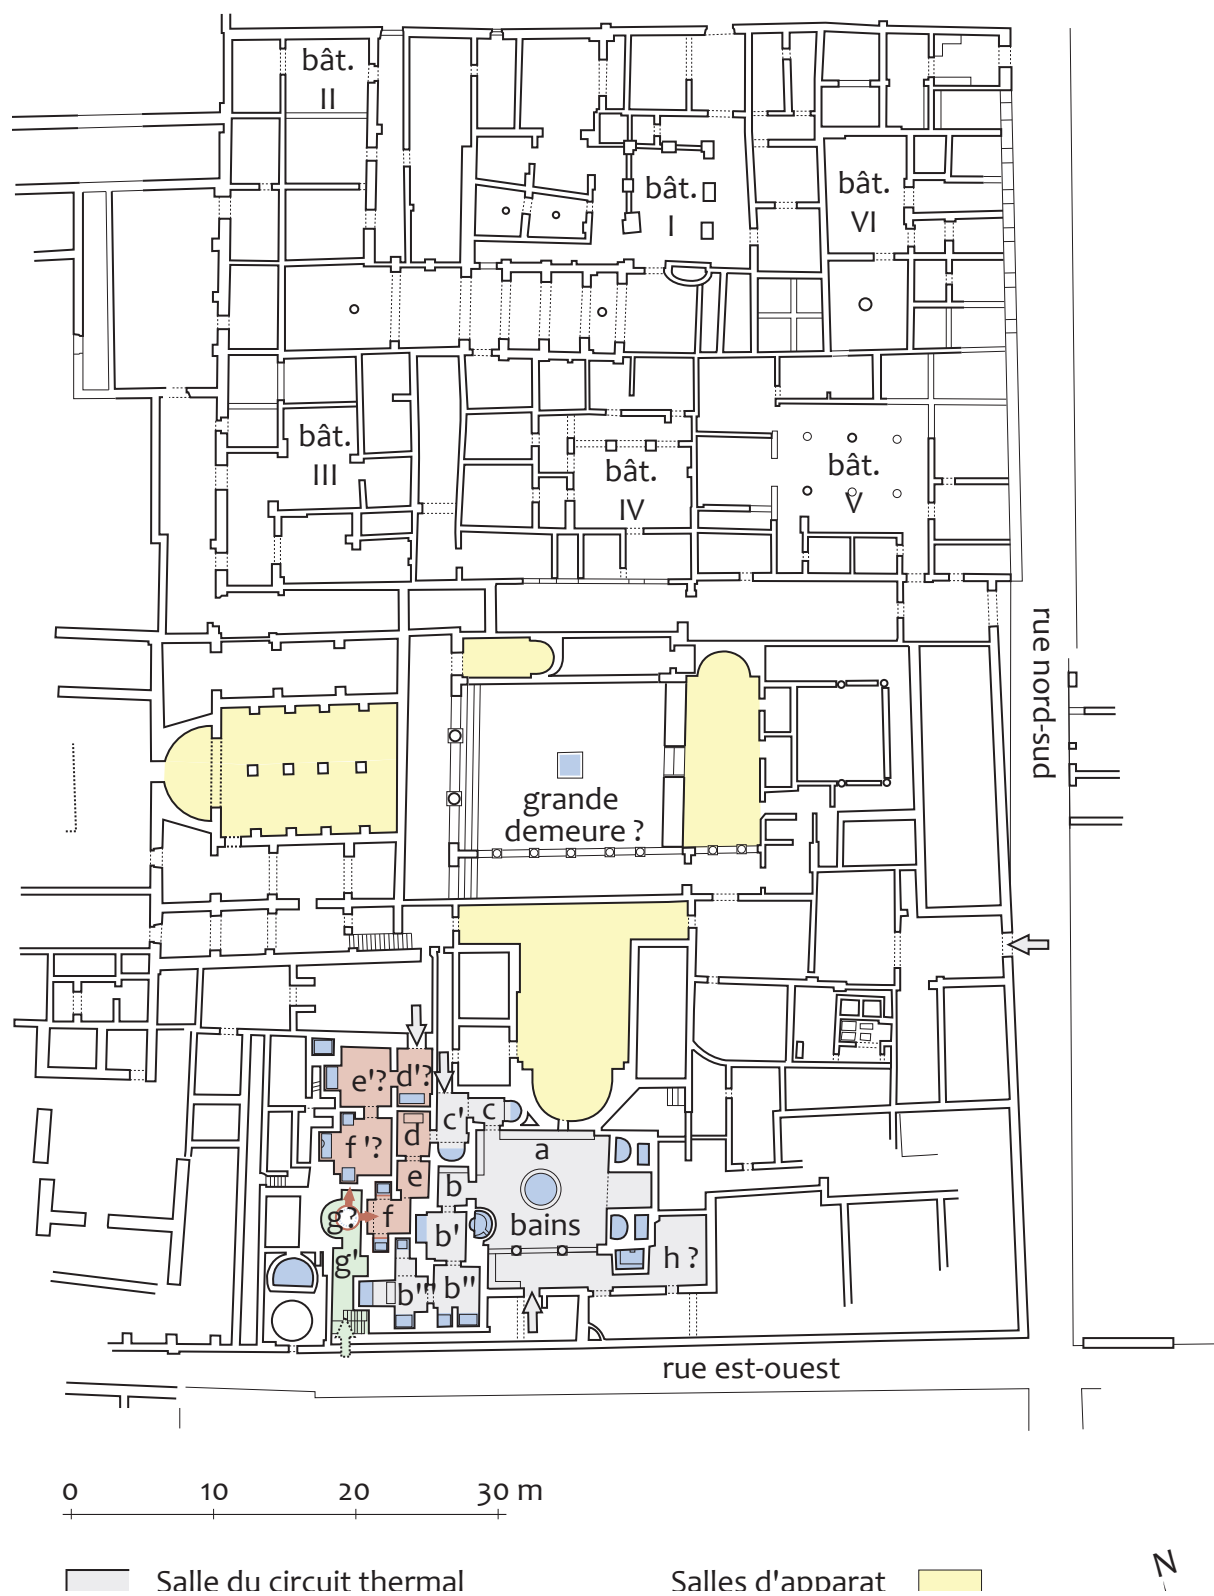 bât.
II
bât.
I
bât.
VI
bât.
III
bât.
IV
bât.
V
rue nord-sud
grande
demeure ?
e'?
d'?
c'
c
f'?
d
a
e
b
g?
f
b'
bains
g'
h ?
b'''
b''
rue est-ouest
0 10 20 30 m
Salle du circuit thermal
Salles d'apparat
N